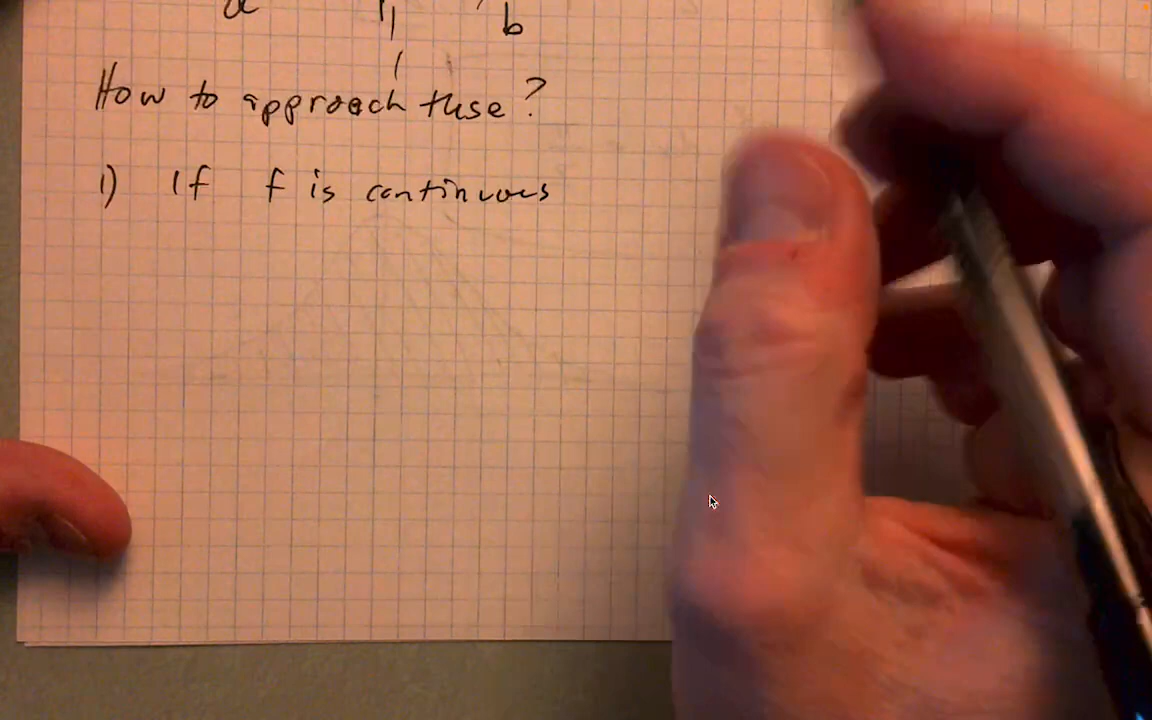 a b
How to approach these?
1) If f is continuous